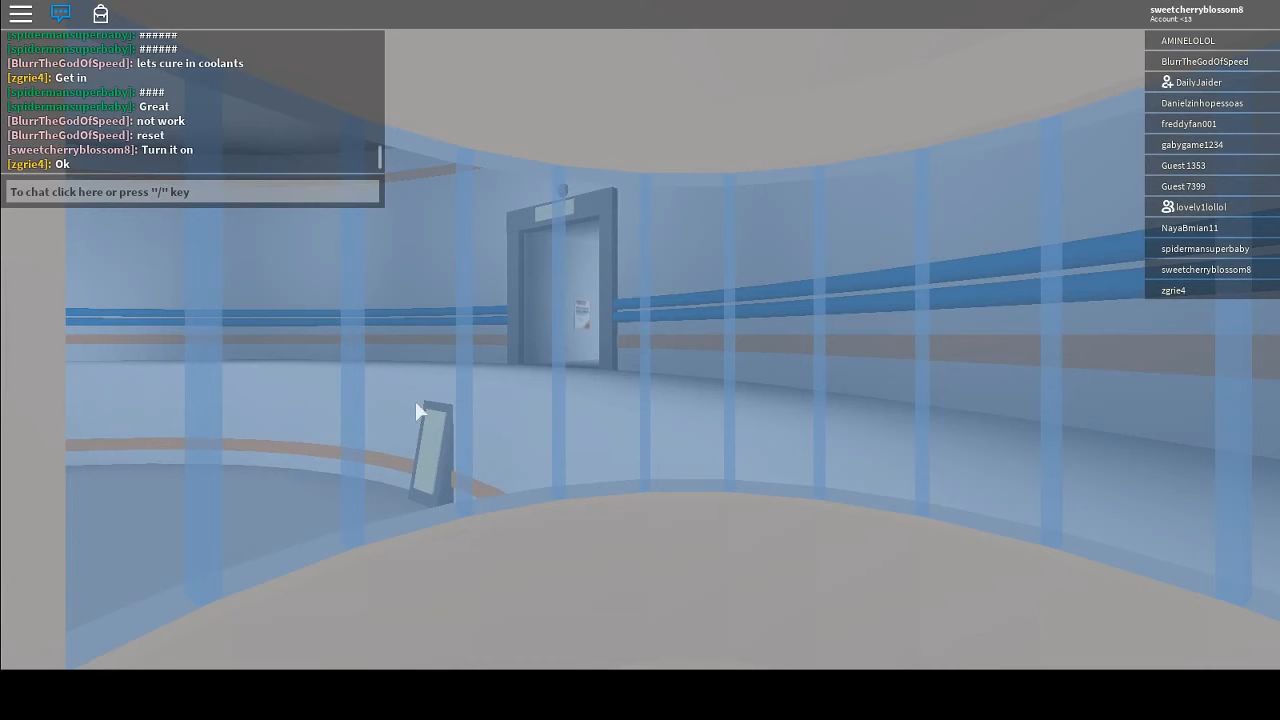 sweetcherryblossom8
Account: <13
[spidermansuperbaby]: ######
[spidermansuperbaby]: ######
[BlurrTheGodOfSpeed]: lets cure in coolants
[zgrie4]: Get in
[spidermansuperbaby]: ####
[spidermansuperbaby]: Great
[BlurrTheGodOfSpeed]: not work
[BlurrTheGodOfSpeed]: reset
[sweetcherryblossom8]: Turn it on
[zgrie4]: Ok
To chat click here or press "/" key
AMINELOLOL
BlurrTheGodOfSpeed
DailyJaider
Danielzinhopessoas
freddyfan001
gabygame1234
Guest 1353
Guest 7399
lovely1lollol
NayaBmian11
spidermansuperbaby
sweetcherryblossom8
zgrie4